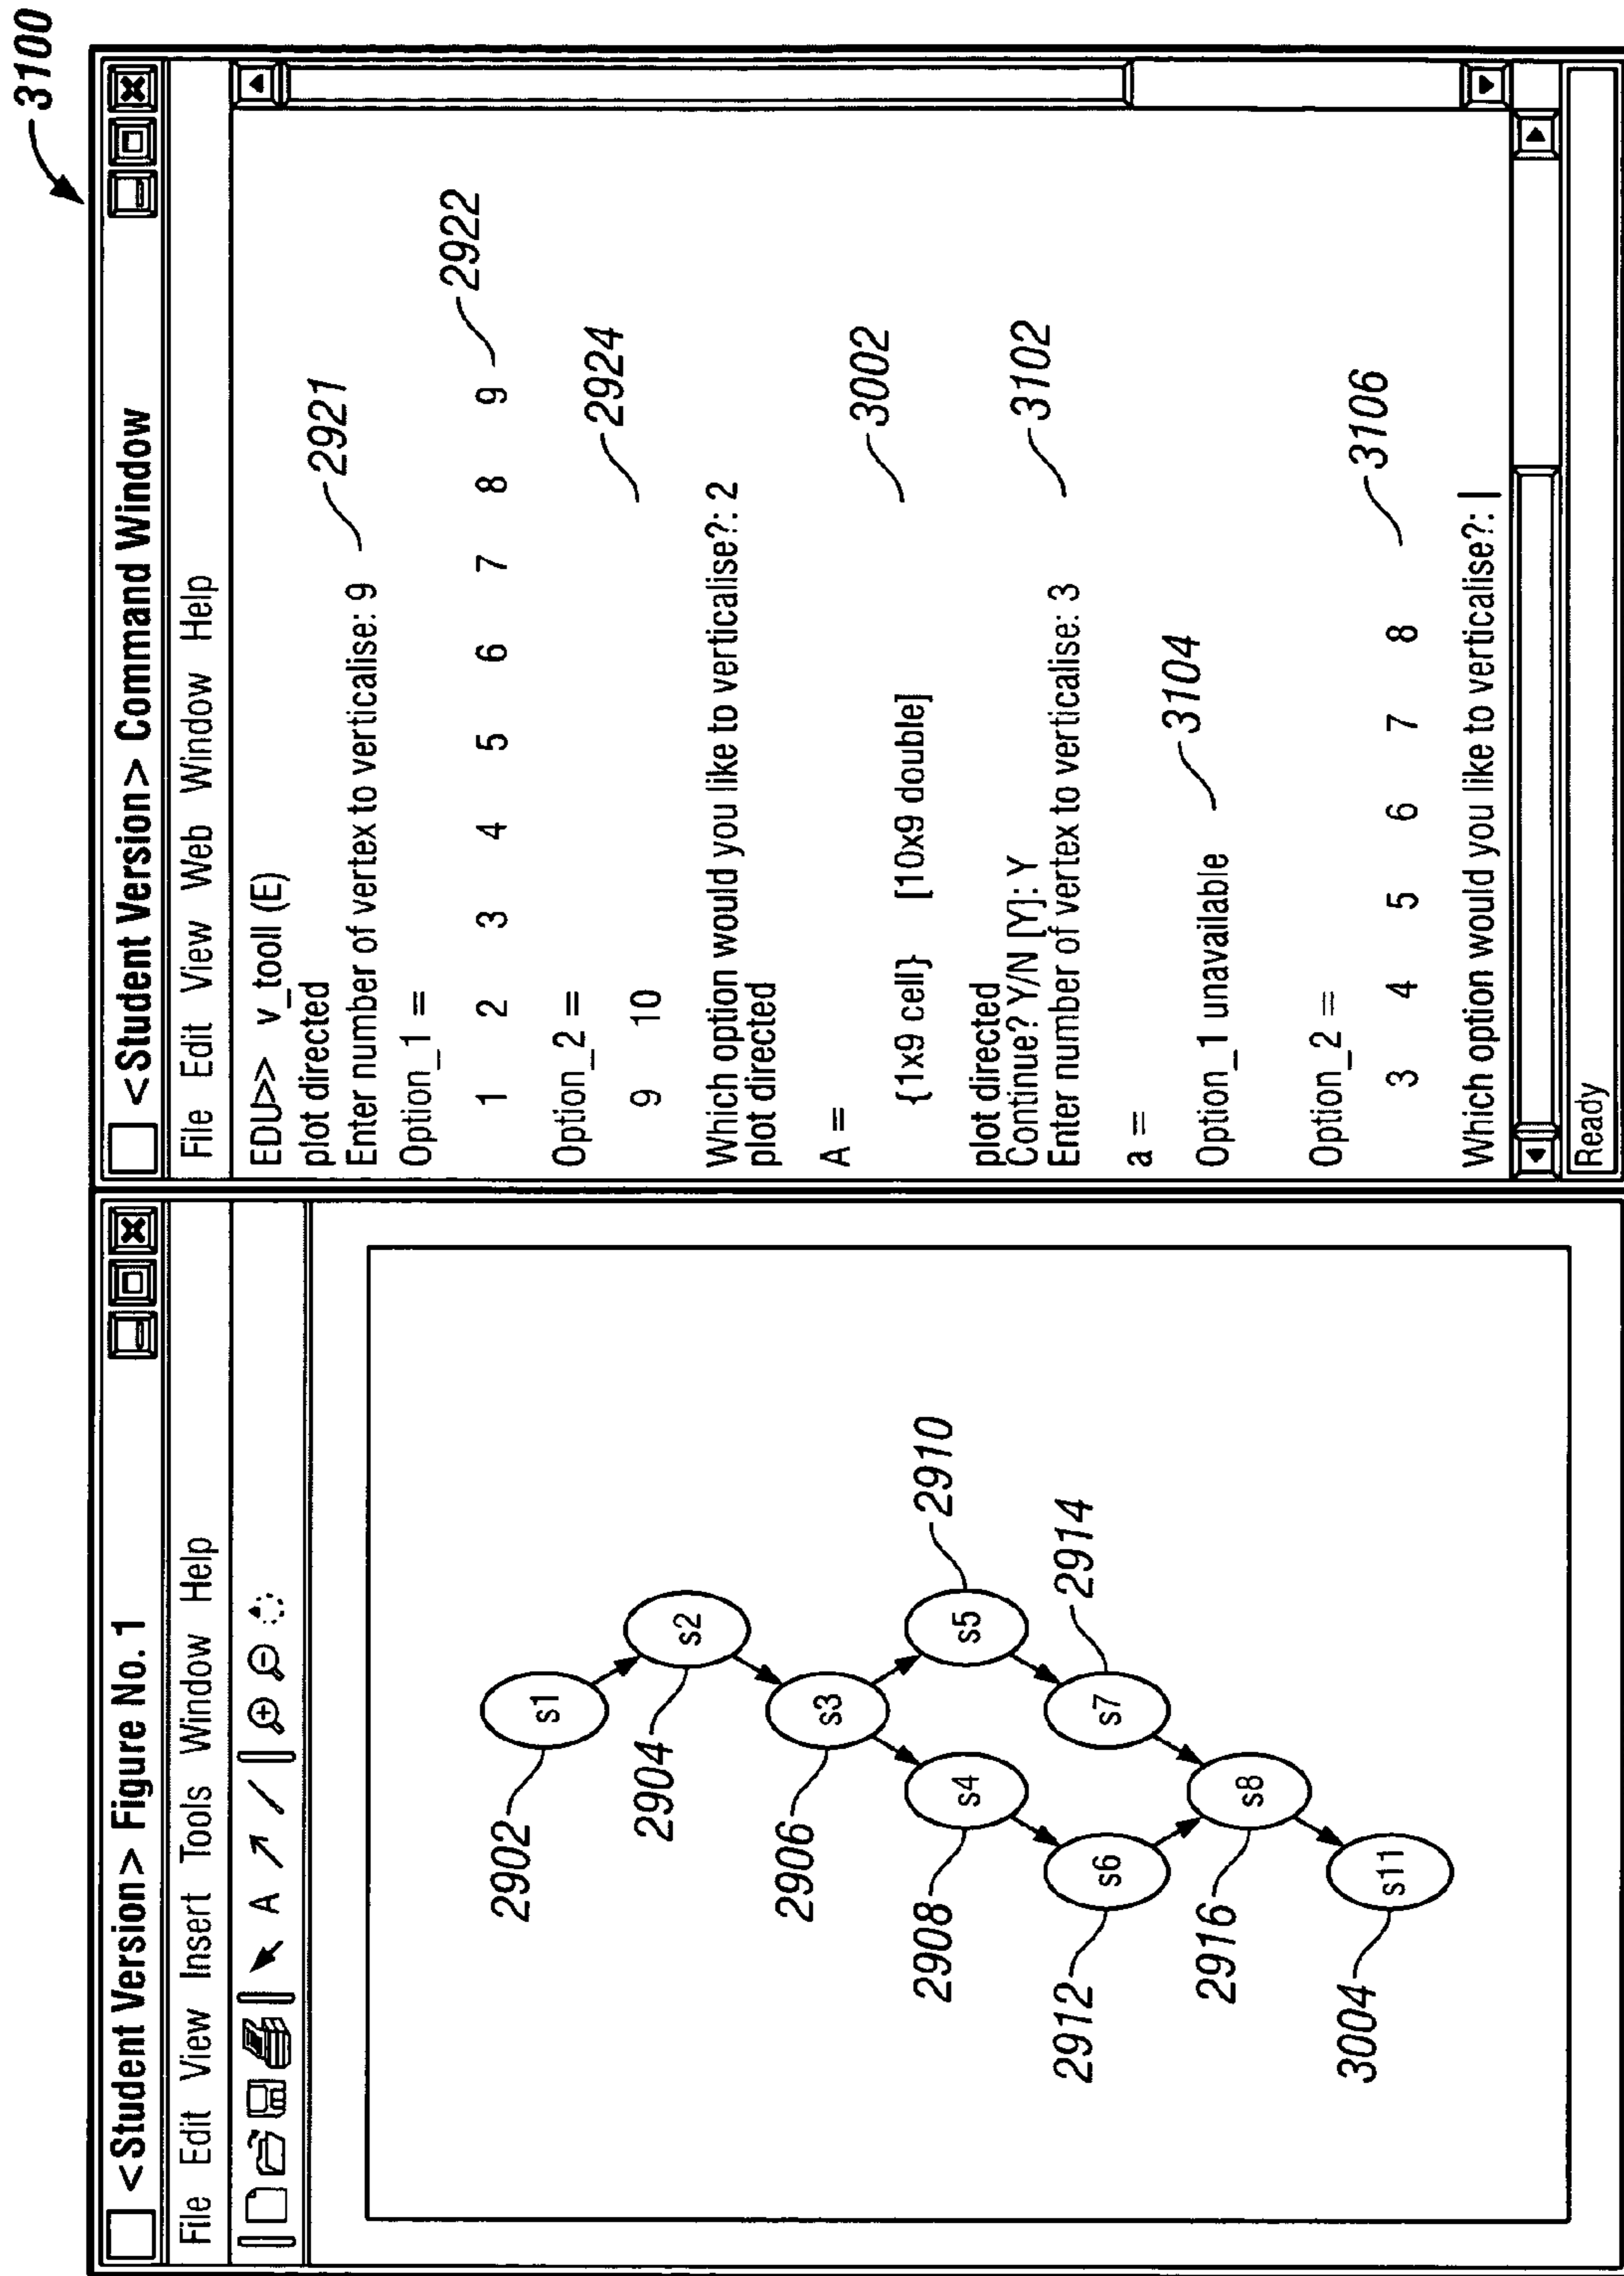 3100
<Student Version> Figure No. 1
File Edit View Insert Tools Window Help
A
s1
2902
s2
2904
s3
2906
s4
2908
s5
2910
s6
2912
s7
2914
s8
2916
s11
3004
<Student Version> Command Window
File Edit View Web Window Help
EDU>> v_tooll (E)
plot directed
Enter number of vertex to verticalise: 9
2921
Option_1 =
1 2 3 4 5 6 7 8 9
2922
Option_2 =
9 10
2924
Which option would you like to verticalise?: 2
plot directed
A =
{1x9 cell} [10x9 double]
3002
plot directed
Continue? Y/N [Y]: Y
Enter number of vertex to verticalise: 3
3102
a =
Option_1 unavailable
3104
Option_2 =
3 4 5 6 7 8
3106
Which option would you like to verticalise?:
Ready